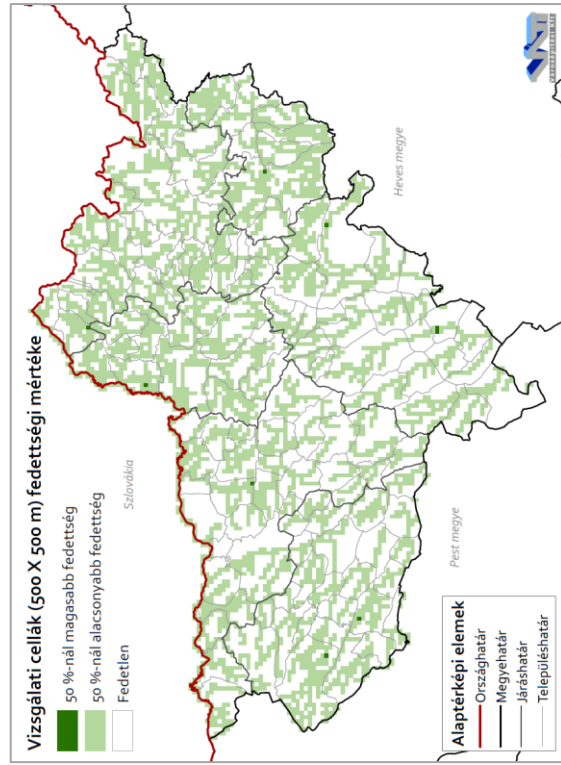 Vizsgálati cellák (500 X 500 m) fedettségi mértéke
50 %-nál magasabb fedettség
50 %-nál alacsonyabb fedettség
Fedetlen
Szlovákia
Heves megye
Pest megye
Alaptérképi elemek
Országhatár
Megyehatár
Járáshatár
Településhatár